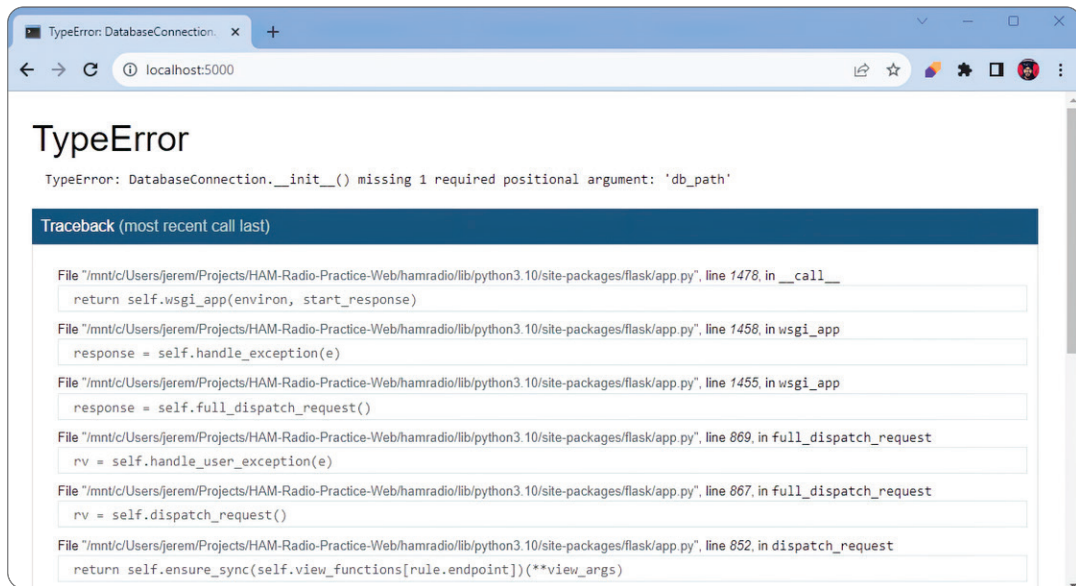 TypeError: DatabaseConnection.
localhost:5000
TypeError
TypeError: DatabaseConnection.__init__() missing 1 required positional argument: 'db_path'
Traceback (most recent call last)
File "/mnt/c/Users/jerem/Projects/HAM-Radio-Practice-Web/hamradio/lib/python3.10/site-packages/flask/app.py", line 1478, in __call__
return self.wsgi_app(environ, start_response)
File "/mnt/c/Users/jerem/Projects/HAM-Radio-Practice-Web/hamradio/lib/python3.10/site-packages/flask/app.py", line 1458, in wsgi_app
response = self.handle_exception(e)
File "/mnt/c/Users/jerem/Projects/HAM-Radio-Practice-Web/hamradio/lib/python3.10/site-packages/flask/app.py", line 1455, in wsgi_app
response = self.full_dispatch_request()
File "/mnt/c/Users/jerem/Projects/HAM-Radio-Practice-Web/hamradio/lib/python3.10/site-packages/flask/app.py", line 869, in full_dispatch_request
rv = self.handle_user_exception(e)
File "/mnt/c/Users/jerem/Projects/HAM-Radio-Practice-Web/hamradio/lib/python3.10/site-packages/flask/app.py", line 867, in full_dispatch_request
rv = self.dispatch_request()
File "/mnt/c/Users/jerem/Projects/HAM-Radio-Practice-Web/hamradio/lib/python3.10/site-packages/flask/app.py", line 852, in dispatch_request
return self.ensure_sync(self.view_functions[rule.endpoint])(**view_args)